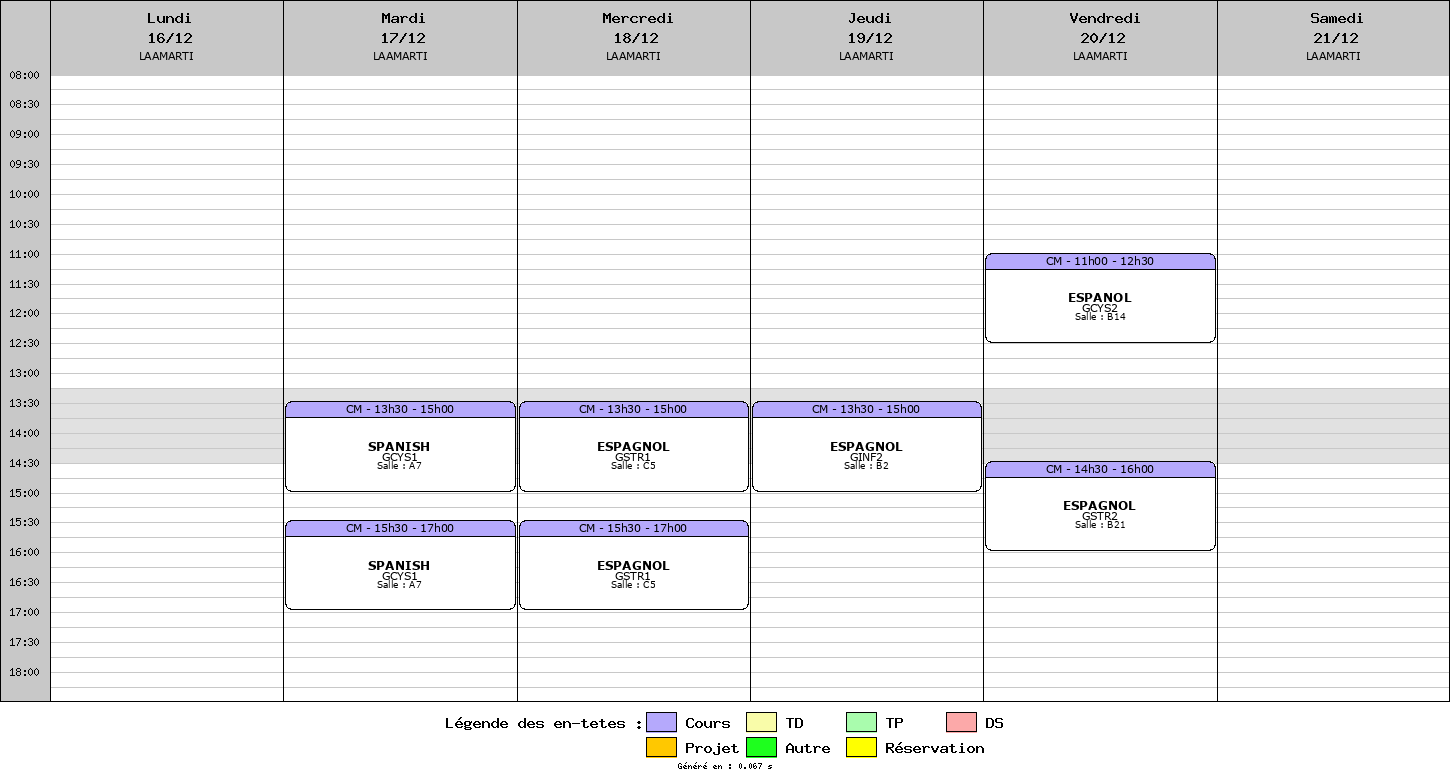 Lundi
16/12
LAAMARTI
Mardi
17/12
LAAMARTI
Mercredi
18/12
LAAMARTI
Jeudi
19/12
LAAMARTI
Vendredi
20/12
LAAMARTI
Samedi
21/12
LAAMARTI
08:00
08:30
09:00
09:30
10:00
10:30
11:00
11:30
12:00
12:30
13:00
13:30
14:00
14:30
15:00
15:30
16:00
16:30
17:00
17:30
18:00
CM - 13h30 - 15h00
SPANISH
GCYS1
Salle : A7
CM - 15h30 - 17h00
SPANISH
GCYS1
Salle : A7
CM - 13h30 - 15h00
ESPAGNOL
GSTR1
Salle : C5
CM - 15h30 - 17h00
ESPAGNOL
GSTR1
Salle : C5
CM - 13h30 - 15h00
ESPAGNOL
GINF2
Salle : B2
CM - 11h00 - 12h30
ESPANOL
GCYS2
Salle : B14
CM - 14h30 - 16h00
ESPAGNOL
GSTR2
Salle : B21
Légende des en-tetes : Cours TD TP DS
Projet Autre Réservation
Généré en : 0.067 s